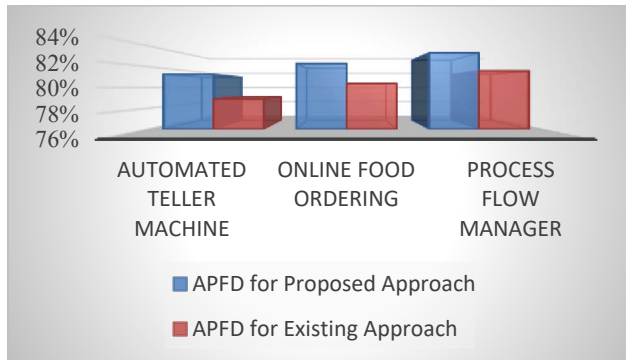 84%
82%
80%
78%
76%
AUTOMATED TELLER MACHINE
ONLINE FOOD ORDERING
PROCESS FLOW MANAGER
APFD for Proposed Approach
APFD for Existing Approach